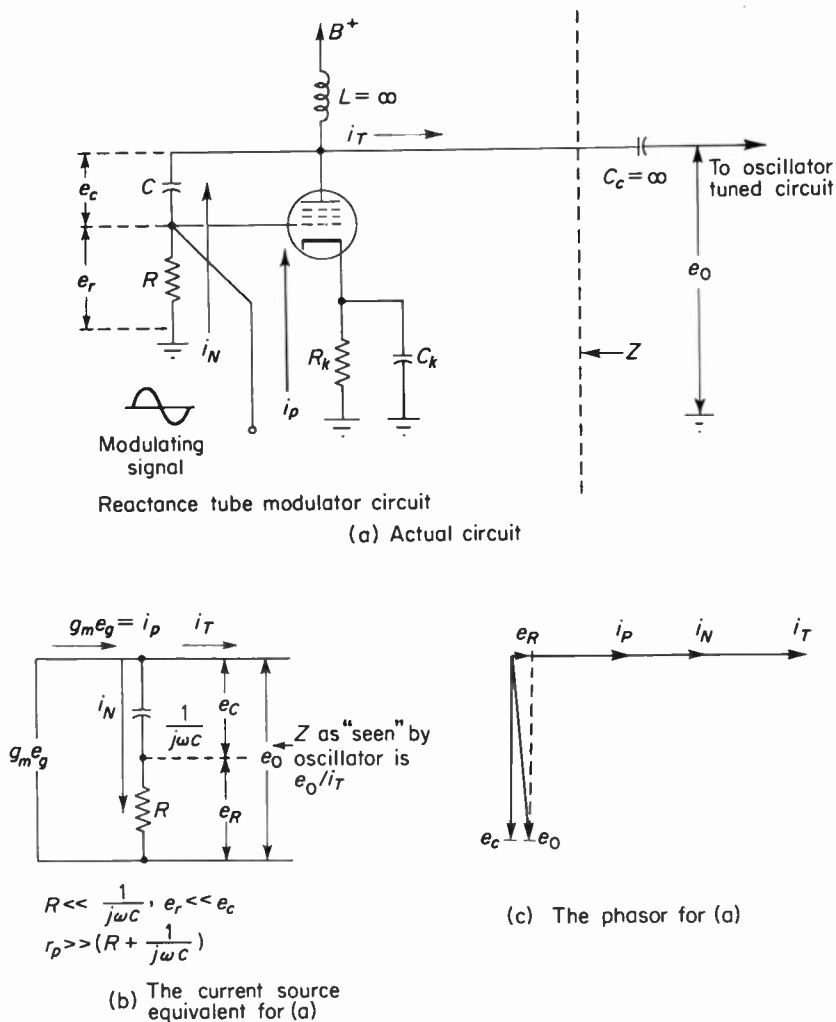 B⁺
L = ∞
i_T
C_c = ∞
To oscillator
tuned circuit
e_c
C
e_r
R
i_N
i_p
R_k
C_k
e_0
Z
Modulating
signal
Reactance tube modulator circuit
(a) Actual circuit
g_m e_g = i_p
i_T
i_N
1/jωc
e_C
g_m e_g
e_0
Z as "seen" by
oscillator is
e_0/i_T
R
e_R
R << 1/jωc, e_r << e_c
r_p >> (R + 1/jωc)
(b) The current source
equivalent for (a)
e_R
i_P
i_N
i_T
e_c
e_0
(c) The phasor for (a)